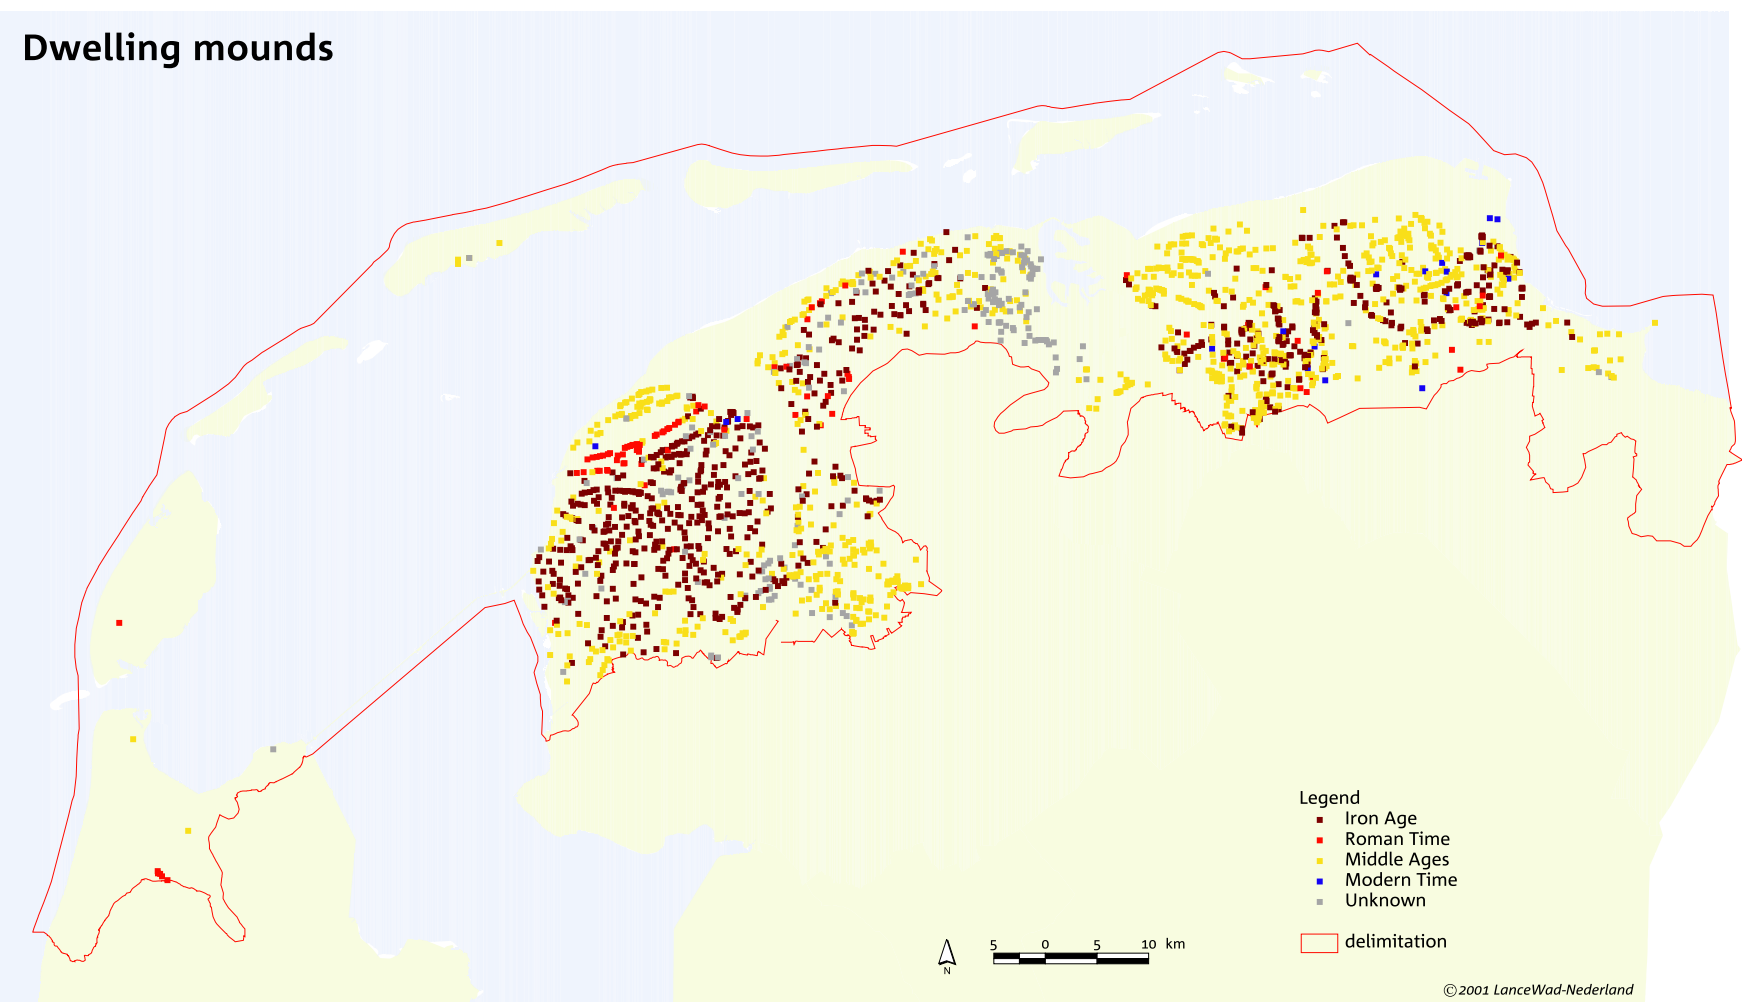 Dwelling mounds
Legend
Iron Age
Roman Time
Middle Ages
Modern Time
Unknown
delimitation
5 0 5 10 km
N
©2001 LanceWad-Nederland